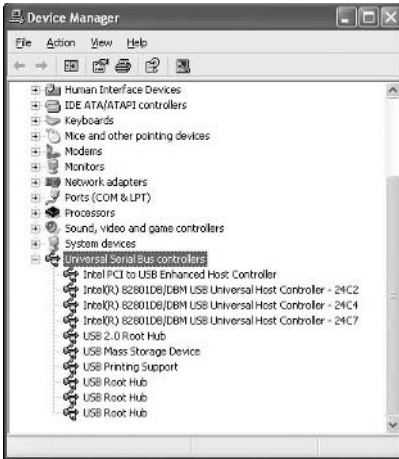 Device Manager
File Action View Help
Human Interface Devices
IDE ATA/ATAPI controllers
Keyboards
Mice and other pointing devices
Modems
Monitors
Network adapters
Ports (COM & LPT)
Processors
Sound, video and game controllers
System devices
Universal Serial Bus controllers
Intel PCI to USB Enhanced Host Controller
Intel(R) 82801DB/DBM USB Universal Host Controller - 24C2
Intel(R) 82801DB/DBM USB Universal Host Controller - 24C4
Intel(R) 82801DB/DBM USB Universal Host Controller - 24C7
USB 2.0 Root Hub
USB Mass Storage Device
USB Printing Support
USB Root Hub
USB Root Hub
USB Root Hub